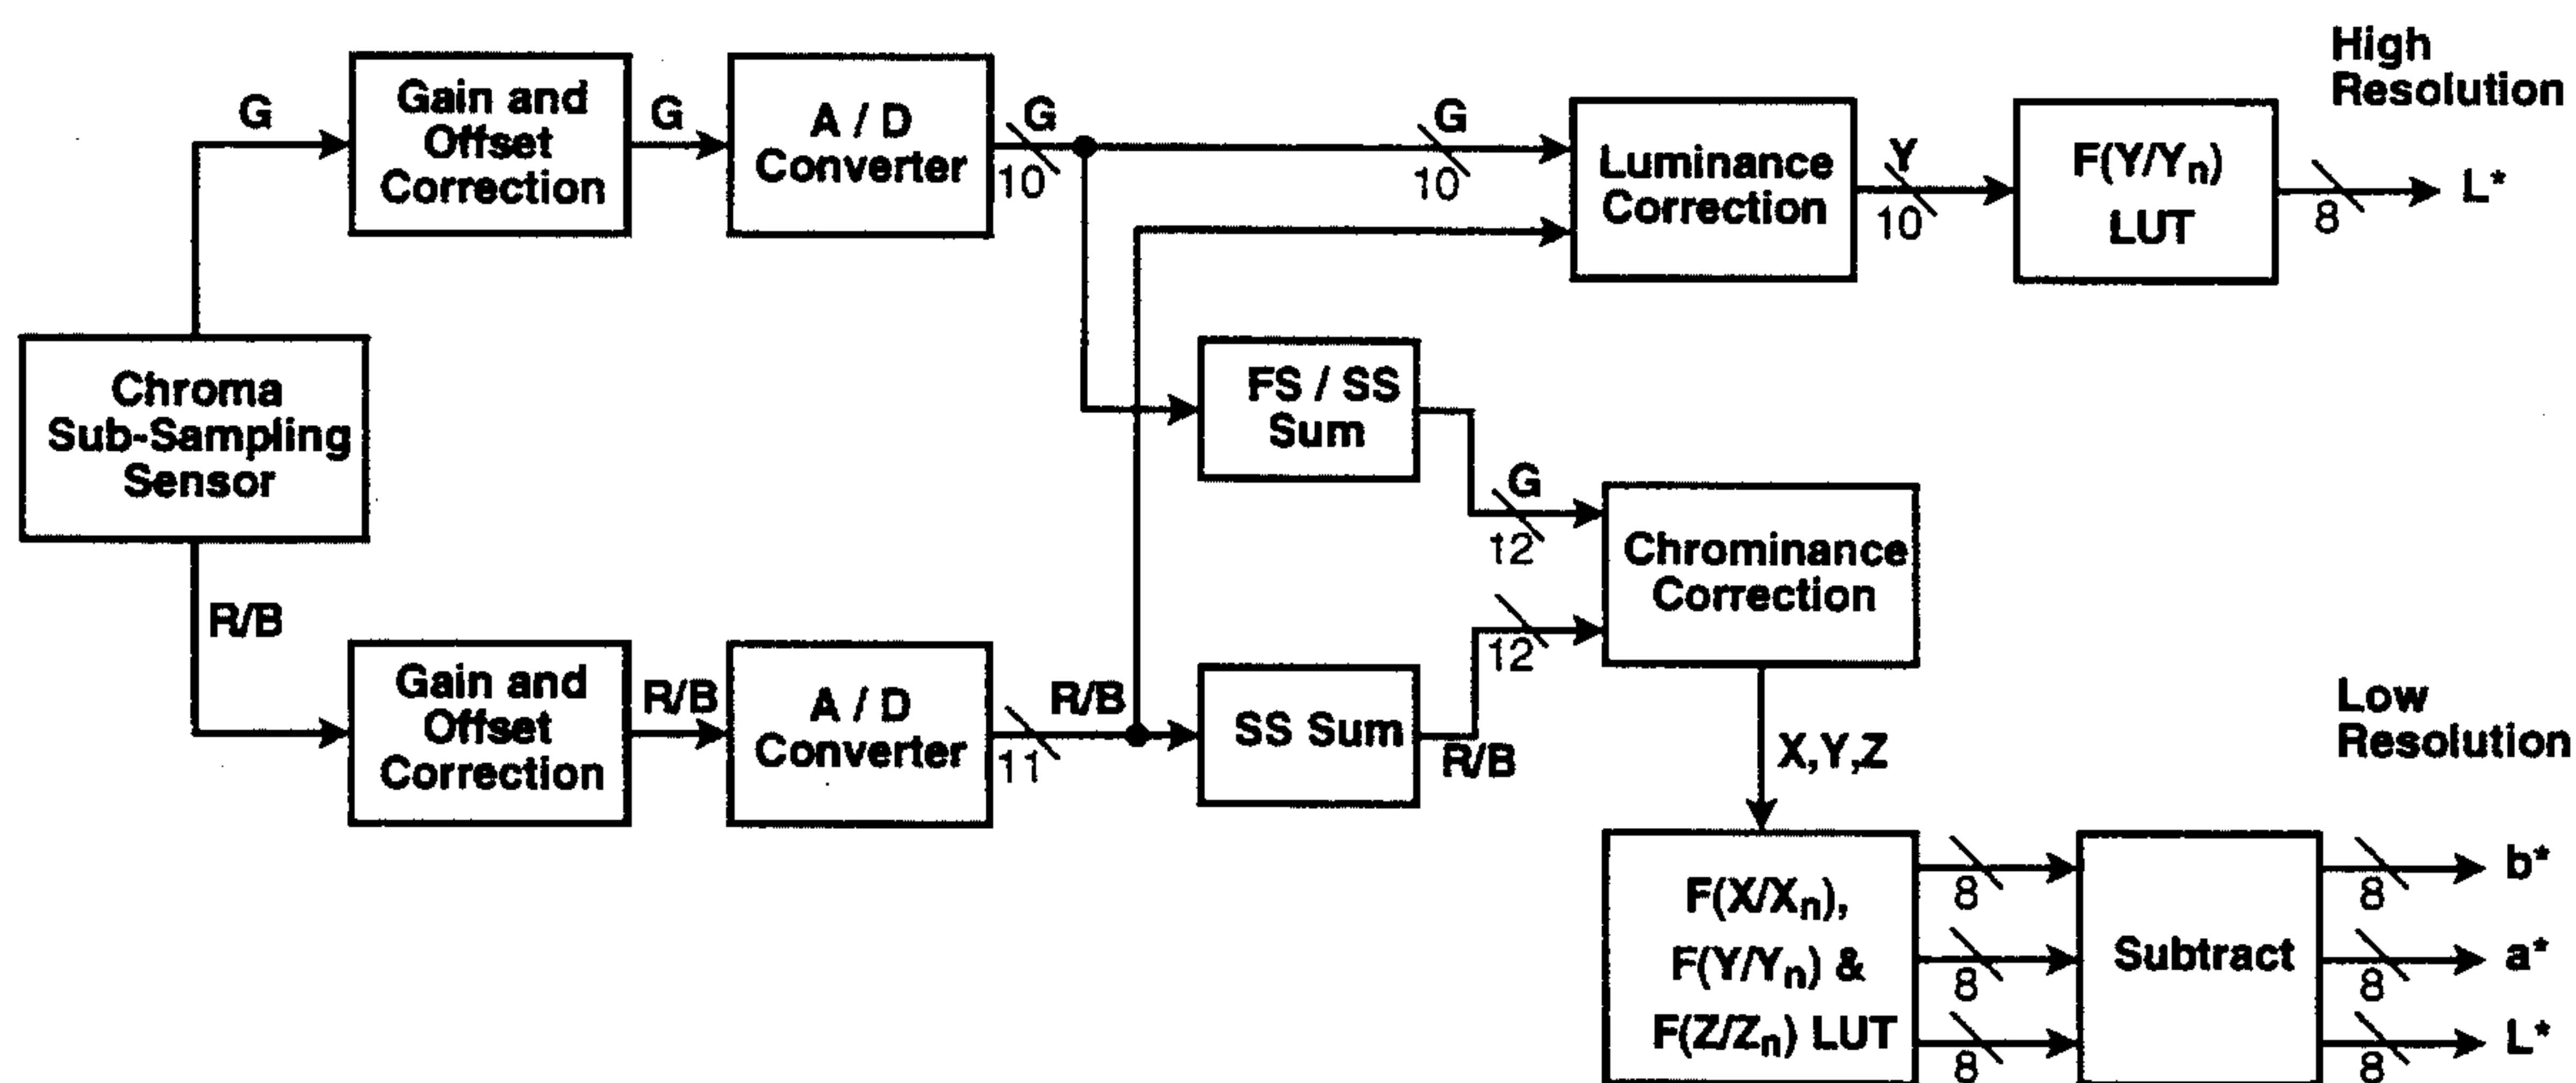 High
Resolution
G
Gain and
Offset
Correction
G
A / D
Converter
G
10
G
10
Luminance
Correction
Y
10
F(Y/Yn)
LUT
8
L*
Chroma
Sub-Sampling
Sensor
FS / SS
Sum
G
12
Chrominance
Correction
12
R/B
Gain and
Offset
Correction
R/B
A / D
Converter
11
R/B
SS Sum
R/B
X,Y,Z
Low
Resolution
F(X/Xn),
F(Y/Yn) &
F(Z/Zn) LUT
8
8
8
Subtract
8
b*
8
a*
8
L*